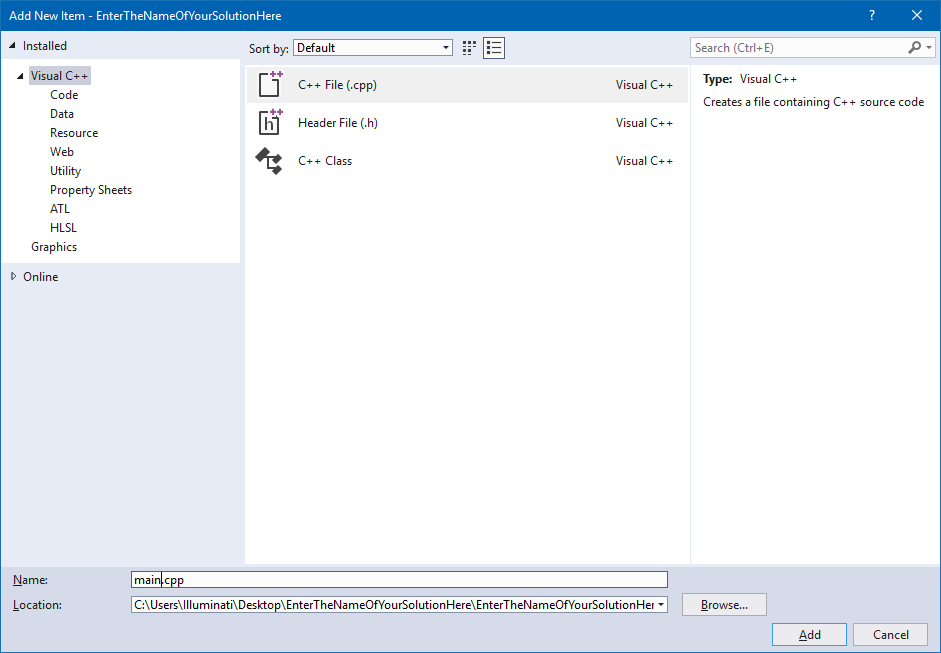 Add New Item - EnterTheNameOfYourSolutionHere ?
Installed
Sort by: Default
Search (Ctrl+E)
Visual C++
Code
Data
Resource
Web
Utility
Property Sheets
ATL
HLSL
Graphics
Online
C++ File (.cpp) Visual C++
Header File (.h) Visual C++
C++ Class Visual C++
Type: Visual C++
Creates a file containing C++ source code
Name: main.cpp
Location: C:\Users\Illuminati\Desktop\EnterTheNameOfYourSolutionHere\EnterTheNameOfYourSolutionHer
Browse...
Add Cancel